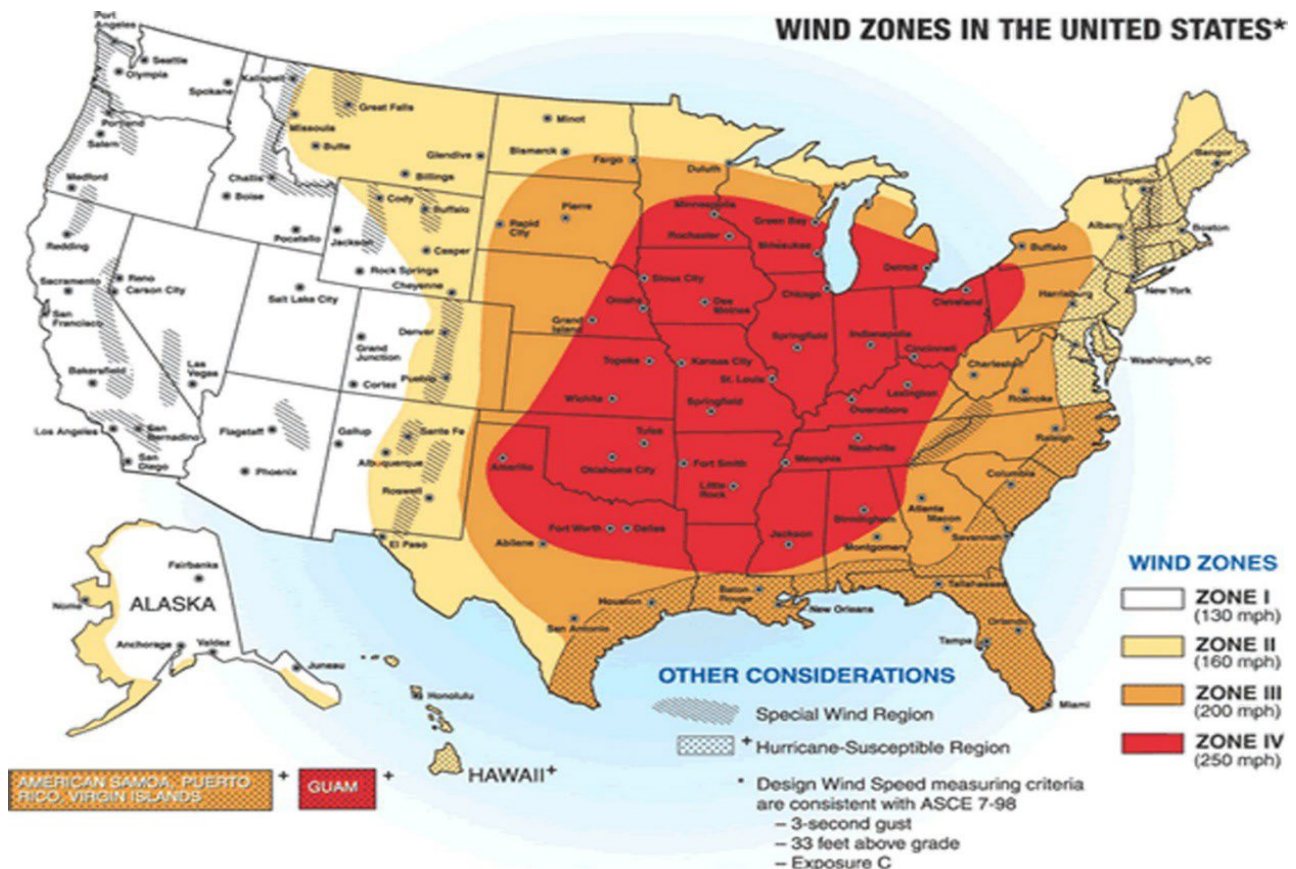 WIND ZONES IN THE UNITED STATES*
Port
Angeles
Seattle
Olympia
Spokane
Kalispell
Great Falls
Portland
Salem
Missoula
Butte
Glendive
Billings
Minot
Bismarck
Fargo
Duluth
Medford
Challis
Boise
Cody
Buffalo
Pocatello
Jackson
Casper
Rock Springs
Cheyenne
Rapid
City
Pierre
Minneapolis
Rochester
Green Bay
Milwaukee
Detroit
Buffalo
Albany
Montpelier
Bangor
Boston
New York
Harrisburg
Washington, DC
Redding
Sacramento
San
Francisco
Reno
Carson City
Salt Lake City
Grand
Junction
Cortez
Denver
Pueblo
Sioux City
Omaha
Grand
Island
Des
Moines
Chicago
Cleveland
Springfield
Indianapolis
Cincinnati
Charleston
Roanoke
Raleigh
Bakersfield
Las
Vegas
Los Angeles
San
Bernadino
San
Diego
Flagstaff
Phoenix
Gallup
Sante Fe
Albuquerque
Roswell
El Paso
Topeka
Wichita
Kansas City
St. Louis
Springfield
Lexington
Owensboro
Nashville
Memphis
Tulsa
Oklahoma City
Fort Smith
Little
Rock
Amarillo
Fort Worth
Dallas
Abilene
Houston
San Antonio
Jackson
Birmingham
Montgomery
Atlanta
Macon
Columbia
Savannah
Baton
Rouge
New Orleans
Tallahassee
Orlando
Tampa
Miami
Fairbanks
Nome
ALASKA
Anchorage
Valdez
Juneau
Honolulu
HAWAII+
AMERICAN SAMOA, PUERTO
RICO, VIRGIN ISLANDS
+
GUAM
+
OTHER CONSIDERATIONS
Special Wind Region
+ Hurricane-Susceptible Region
* Design Wind Speed measuring criteria
are consistent with ASCE 7-98
– 3-second gust
– 33 feet above grade
– Exposure C
WIND ZONES
ZONE I
(130 mph)
ZONE II
(160 mph)
ZONE III
(200 mph)
ZONE IV
(250 mph)